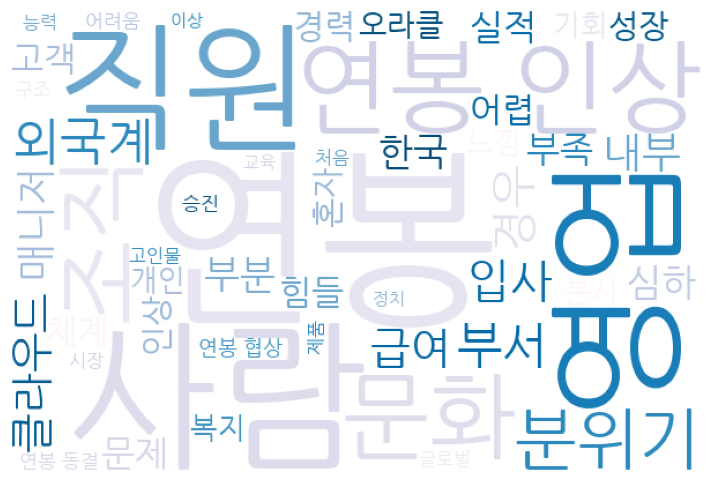 능력
어려움
이상
경력
오라클
실적
기회
성장
고객
직원
연봉 인상
구조
외국계
어렵
한국
느낌
부족
내부
교육
처음
조직
연봉
승진
혼자
경우
매니저
영업
고인물
개인
부분
힘들
정치
입사
본사
심하
클라우드
체계
인상
시장
연봉 협상
제품
급여
부서
사람
문화
복지
분위기
연봉 동결
문제
글로벌